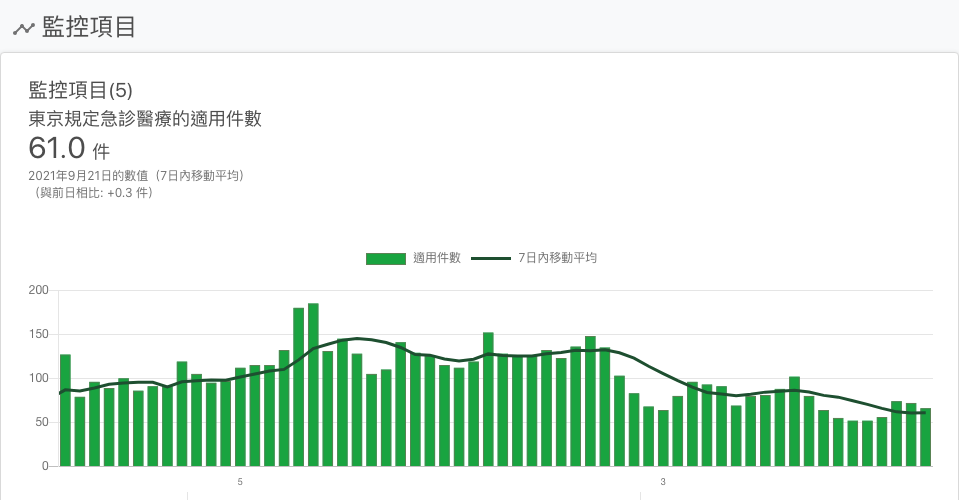 監控項目
監控項目(5)
東京規定急診醫療的適用件數
61.0 件
2021年9月21日的數值（7日內移動平均）
（與前日相比: +0.3 件）
適用件數 7日內移動平均
200
150
100
50
0
5 3